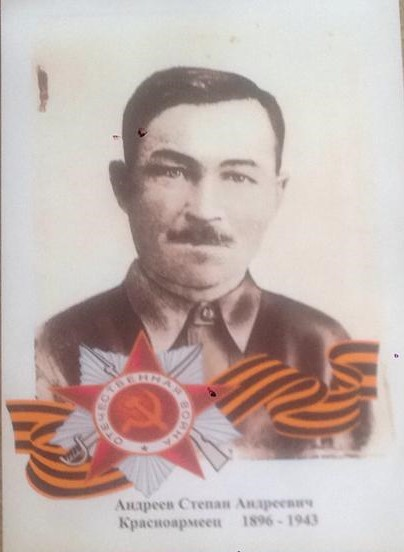 ОТЕЧЕСТВЕННАЯ ВОЙНА
Андреев Степан Андреевич
Красноармеец 1896 - 1943